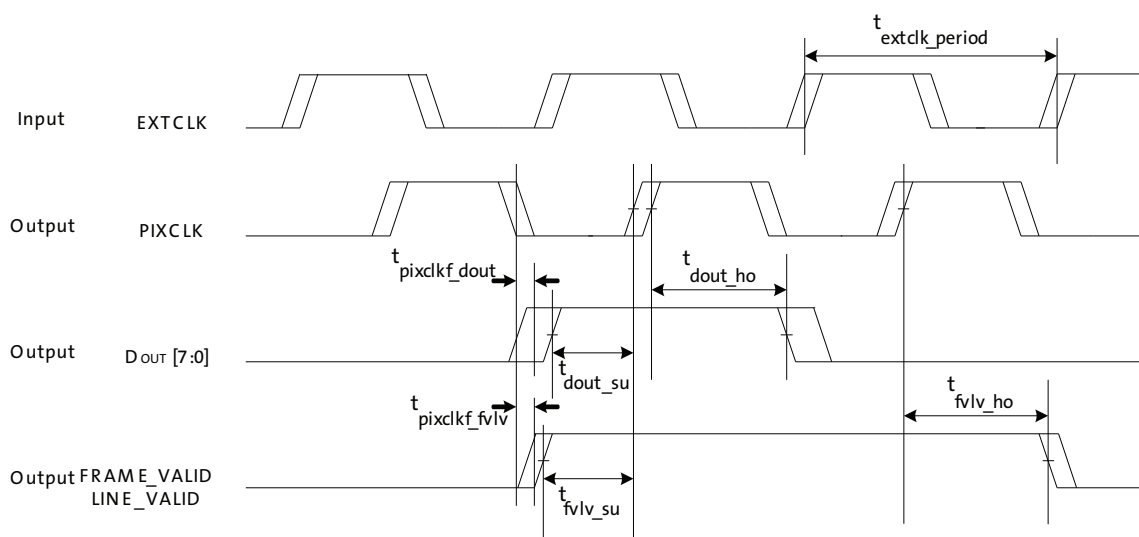 t
extclk_period
Input EXTCLK
Output PIXCLK
t
pixclkf_dout
t
dout_ho
Output DOUT [7:0]
t
dout_su
t
pixclkf_fvlv
t
fvlv_ho
Output FRAME_VALID
LINE_VALID
t
fvlv_su